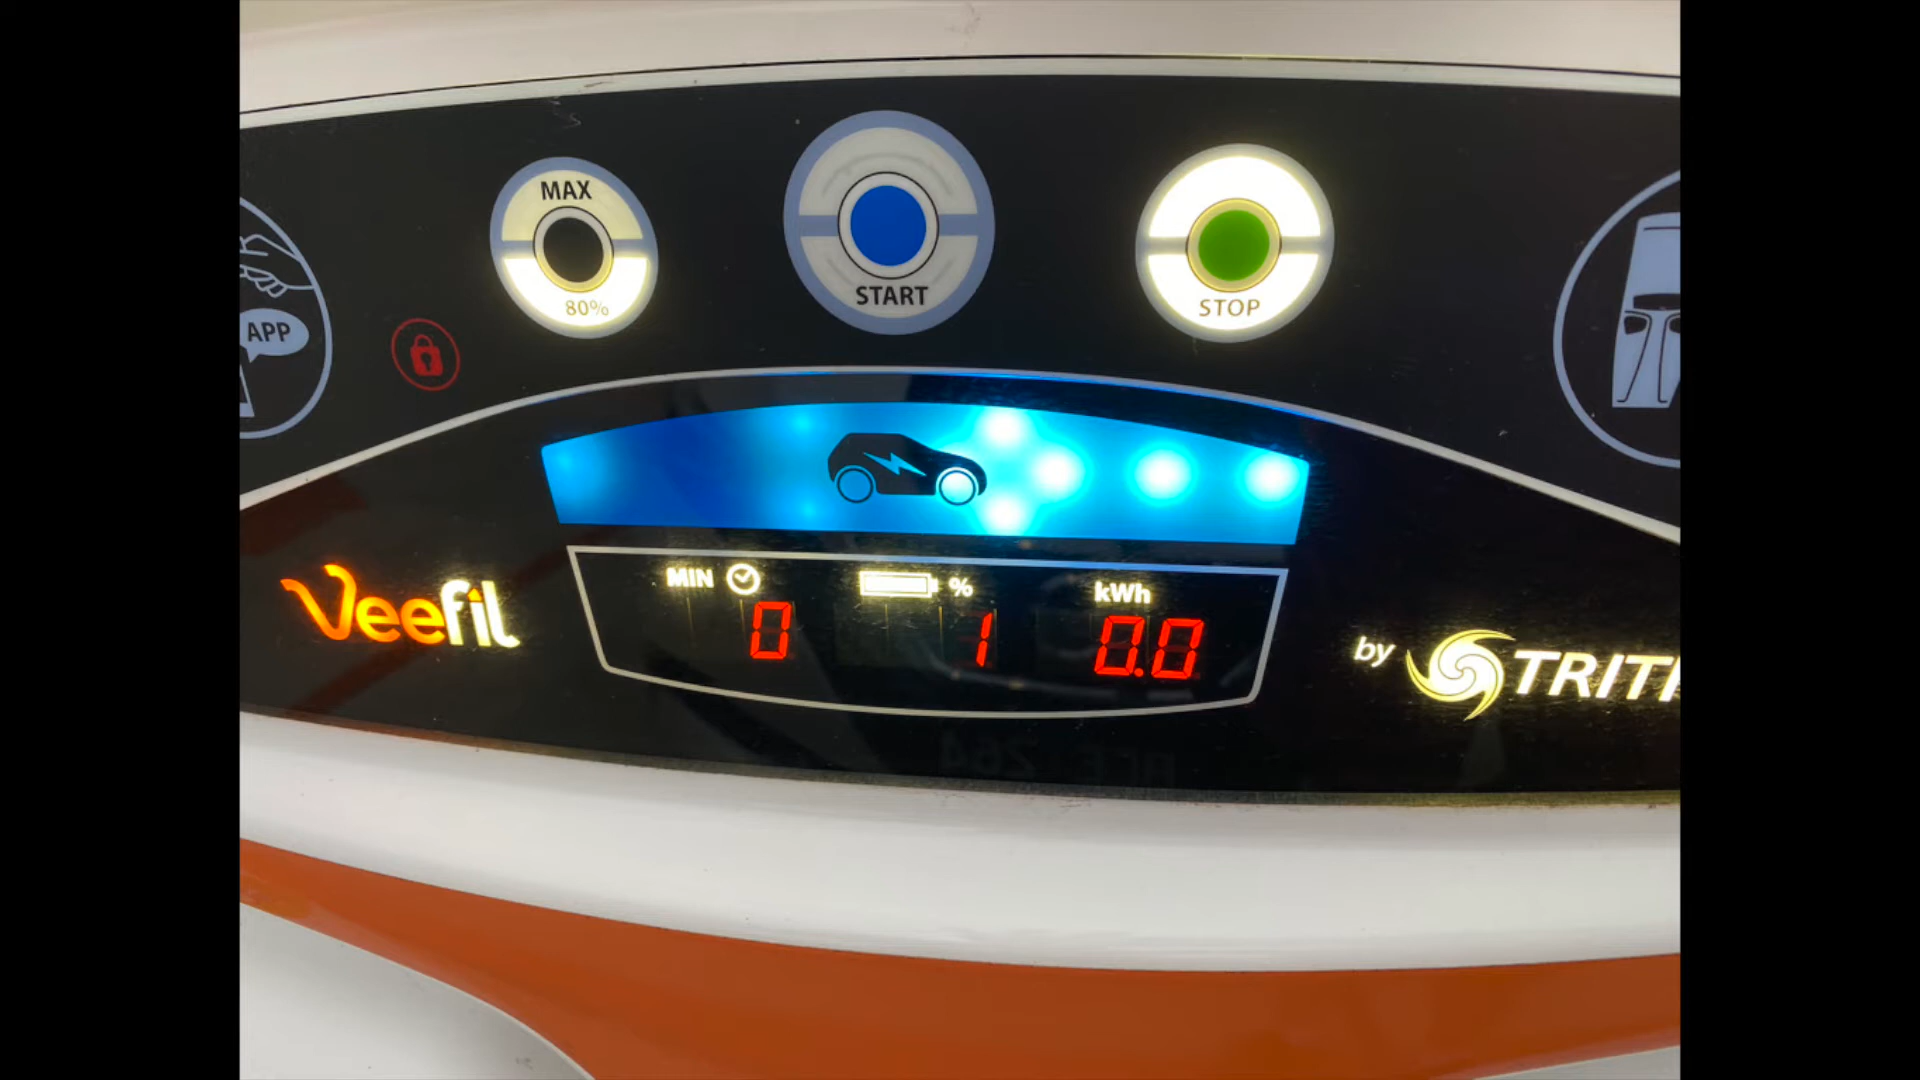 MAX
80%
START
STOP
APP
Veefil
MIN
%
kWh
0
1
0.0
by
TRITI